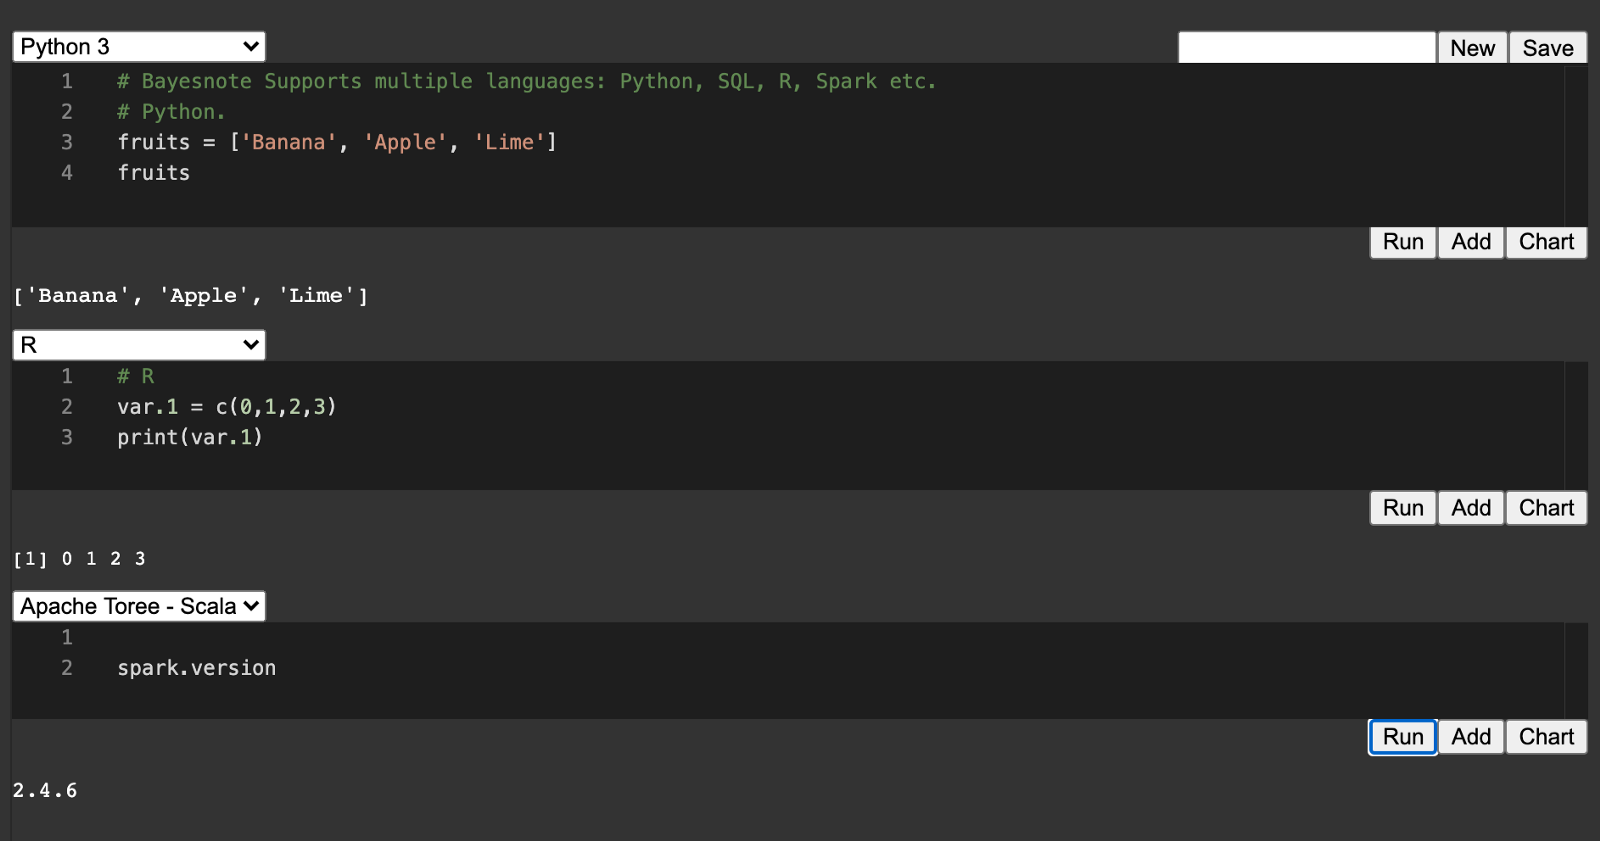 Python 3 New Save
1 # Bayesnote Supports multiple languages: Python, SQL, R, Spark etc.
2 # Python.
3 fruits = ['Banana', 'Apple', 'Lime']
4 fruits
Run Add Chart
['Banana', 'Apple', 'Lime']
R
1 # R
2 var.1 = c(0,1,2,3)
3 print(var.1)
Run Add Chart
[1] 0 1 2 3
Apache Toree - Scala
1
2 spark.version
Run Add Chart
2.4.6